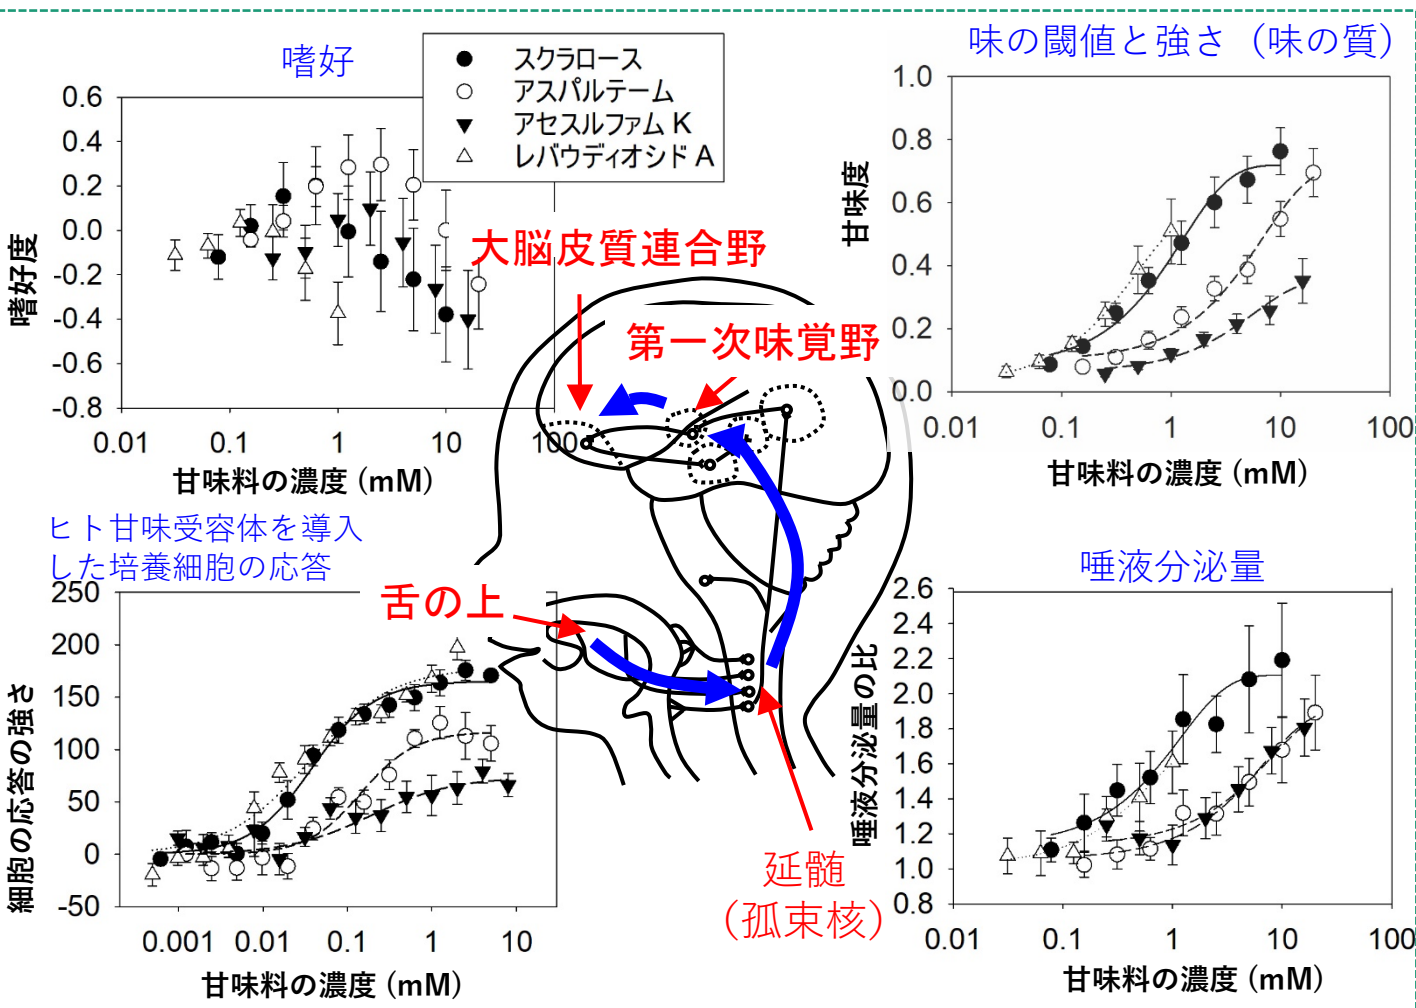 嗜好
スクラロース
アスパルテーム
アセスルファム K
レバウディオシド A
0.6
0.4
0.2
0.0
-0.2
-0.4
-0.6
-0.8
嗜好度
0.01
0.1
1
10
100
甘味料の濃度 (mM)
味の閾値と強さ（味の質）
1.0
0.8
0.6
0.4
0.2
0.0
甘味度
0.01
0.1
1
10
100
甘味料の濃度 (mM)
大脳皮質連合野
第一次味覚野
舌の上
延髄
（孤束核）
ヒト甘味受容体を導入
した培養細胞の応答
250
200
150
100
50
0
-50
細胞の応答の強さ
0.001
0.01
0.1
1
10
甘味料の濃度 (mM)
唾液分泌量
2.6
2.4
2.2
2.0
1.8
1.6
1.4
1.2
1.0
0.8
唾液分泌量の比
0.01
0.1
1
10
100
甘味料の濃度 (mM)